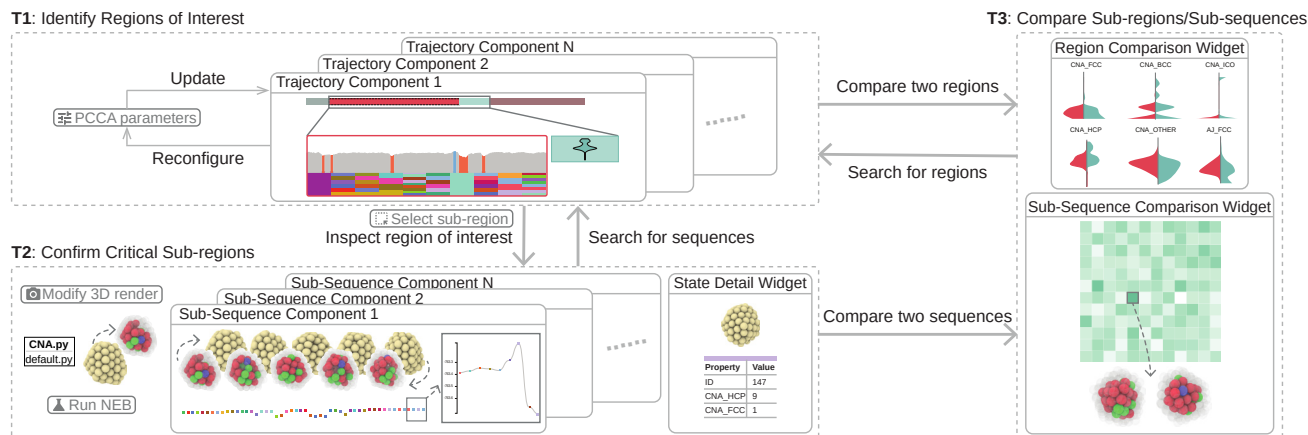 T1: Identify Regions of Interest
Trajectory Component N
Trajectory Component 2
Trajectory Component 1
Update
PCCA parameters
Reconfigure
Compare two regions
Search for regions
T3: Compare Sub-regions/Sub-sequences
Region Comparison Widget
CNA_FCC
CNA_BCC
CNA_ICO
CNA_HCP
CNA_OTHER
AJ_FCC
Select sub-region
Inspect region of interest
Search for sequences
T2: Confirm Critical Sub-regions
Modify 3D render
CNA.py
default.py
Run NEB
Sub-Sequence Component N
Sub-Sequence Component 2
Sub-Sequence Component 1
State Detail Widget
Property Value
ID 147
CNA_HCP 9
CNA_FCC 1
Compare two sequences
Sub-Sequence Comparison Widget